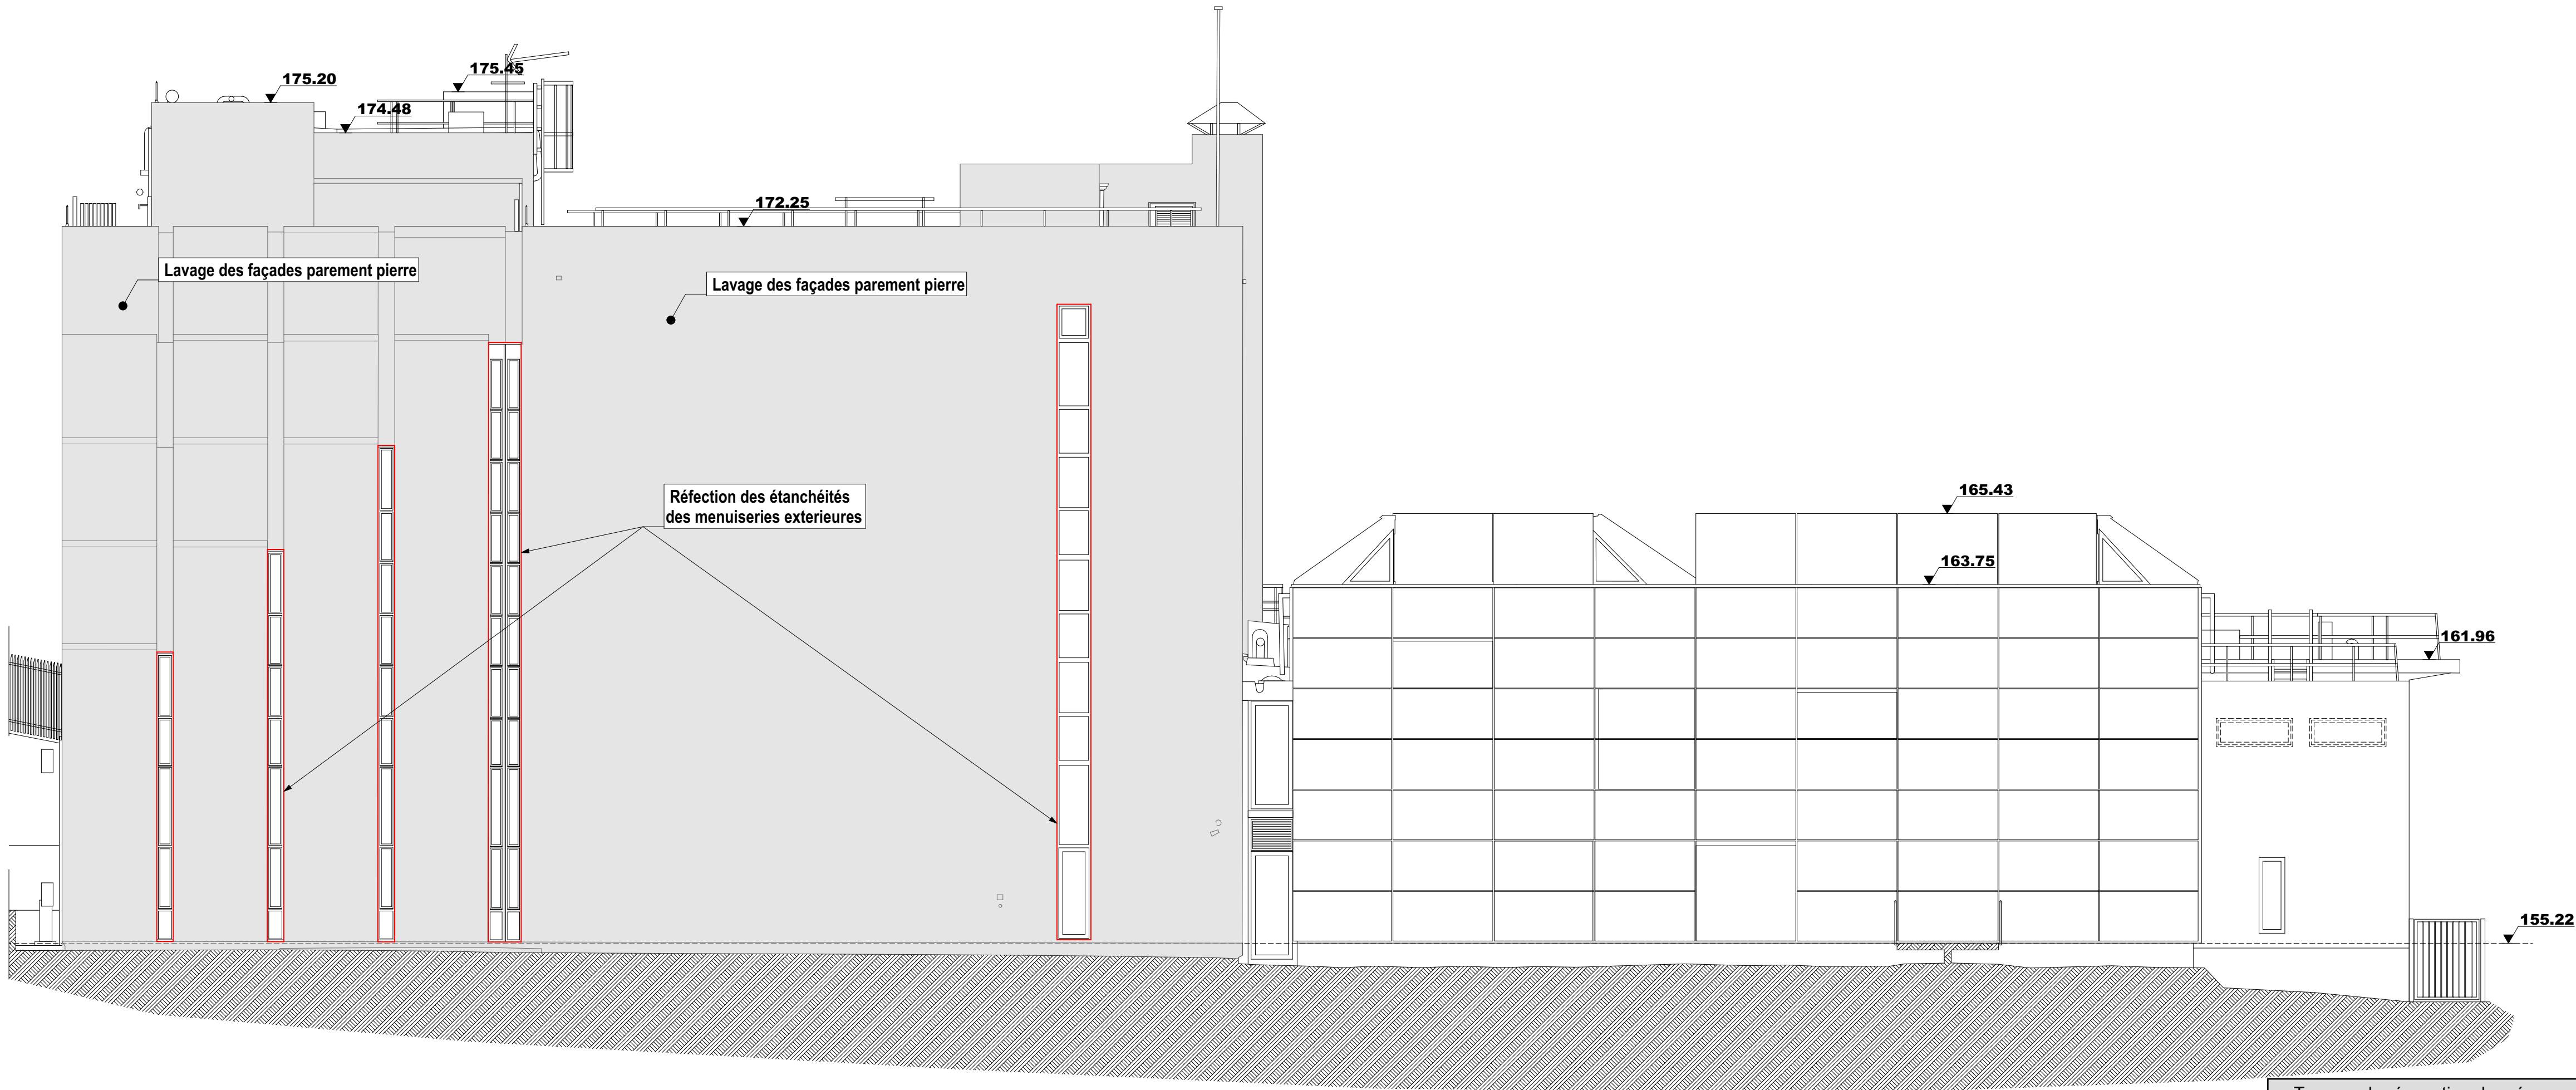 175.45
175.20
174.48
172.25
Lavage des façades parement pierre
Lavage des façades parement pierre
Réfection des étanchéités
des menuiseries exterieures
165.43
163.75
161.96
155.22